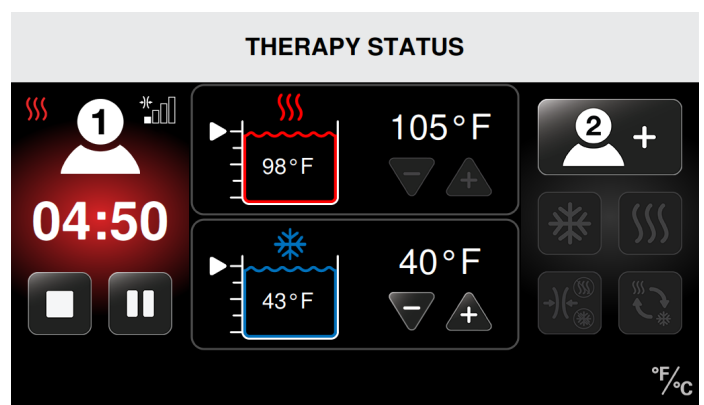 THERAPY STATUS
1
04:50
98°F
105°F
43°F
40°F
2 +
°F/°C